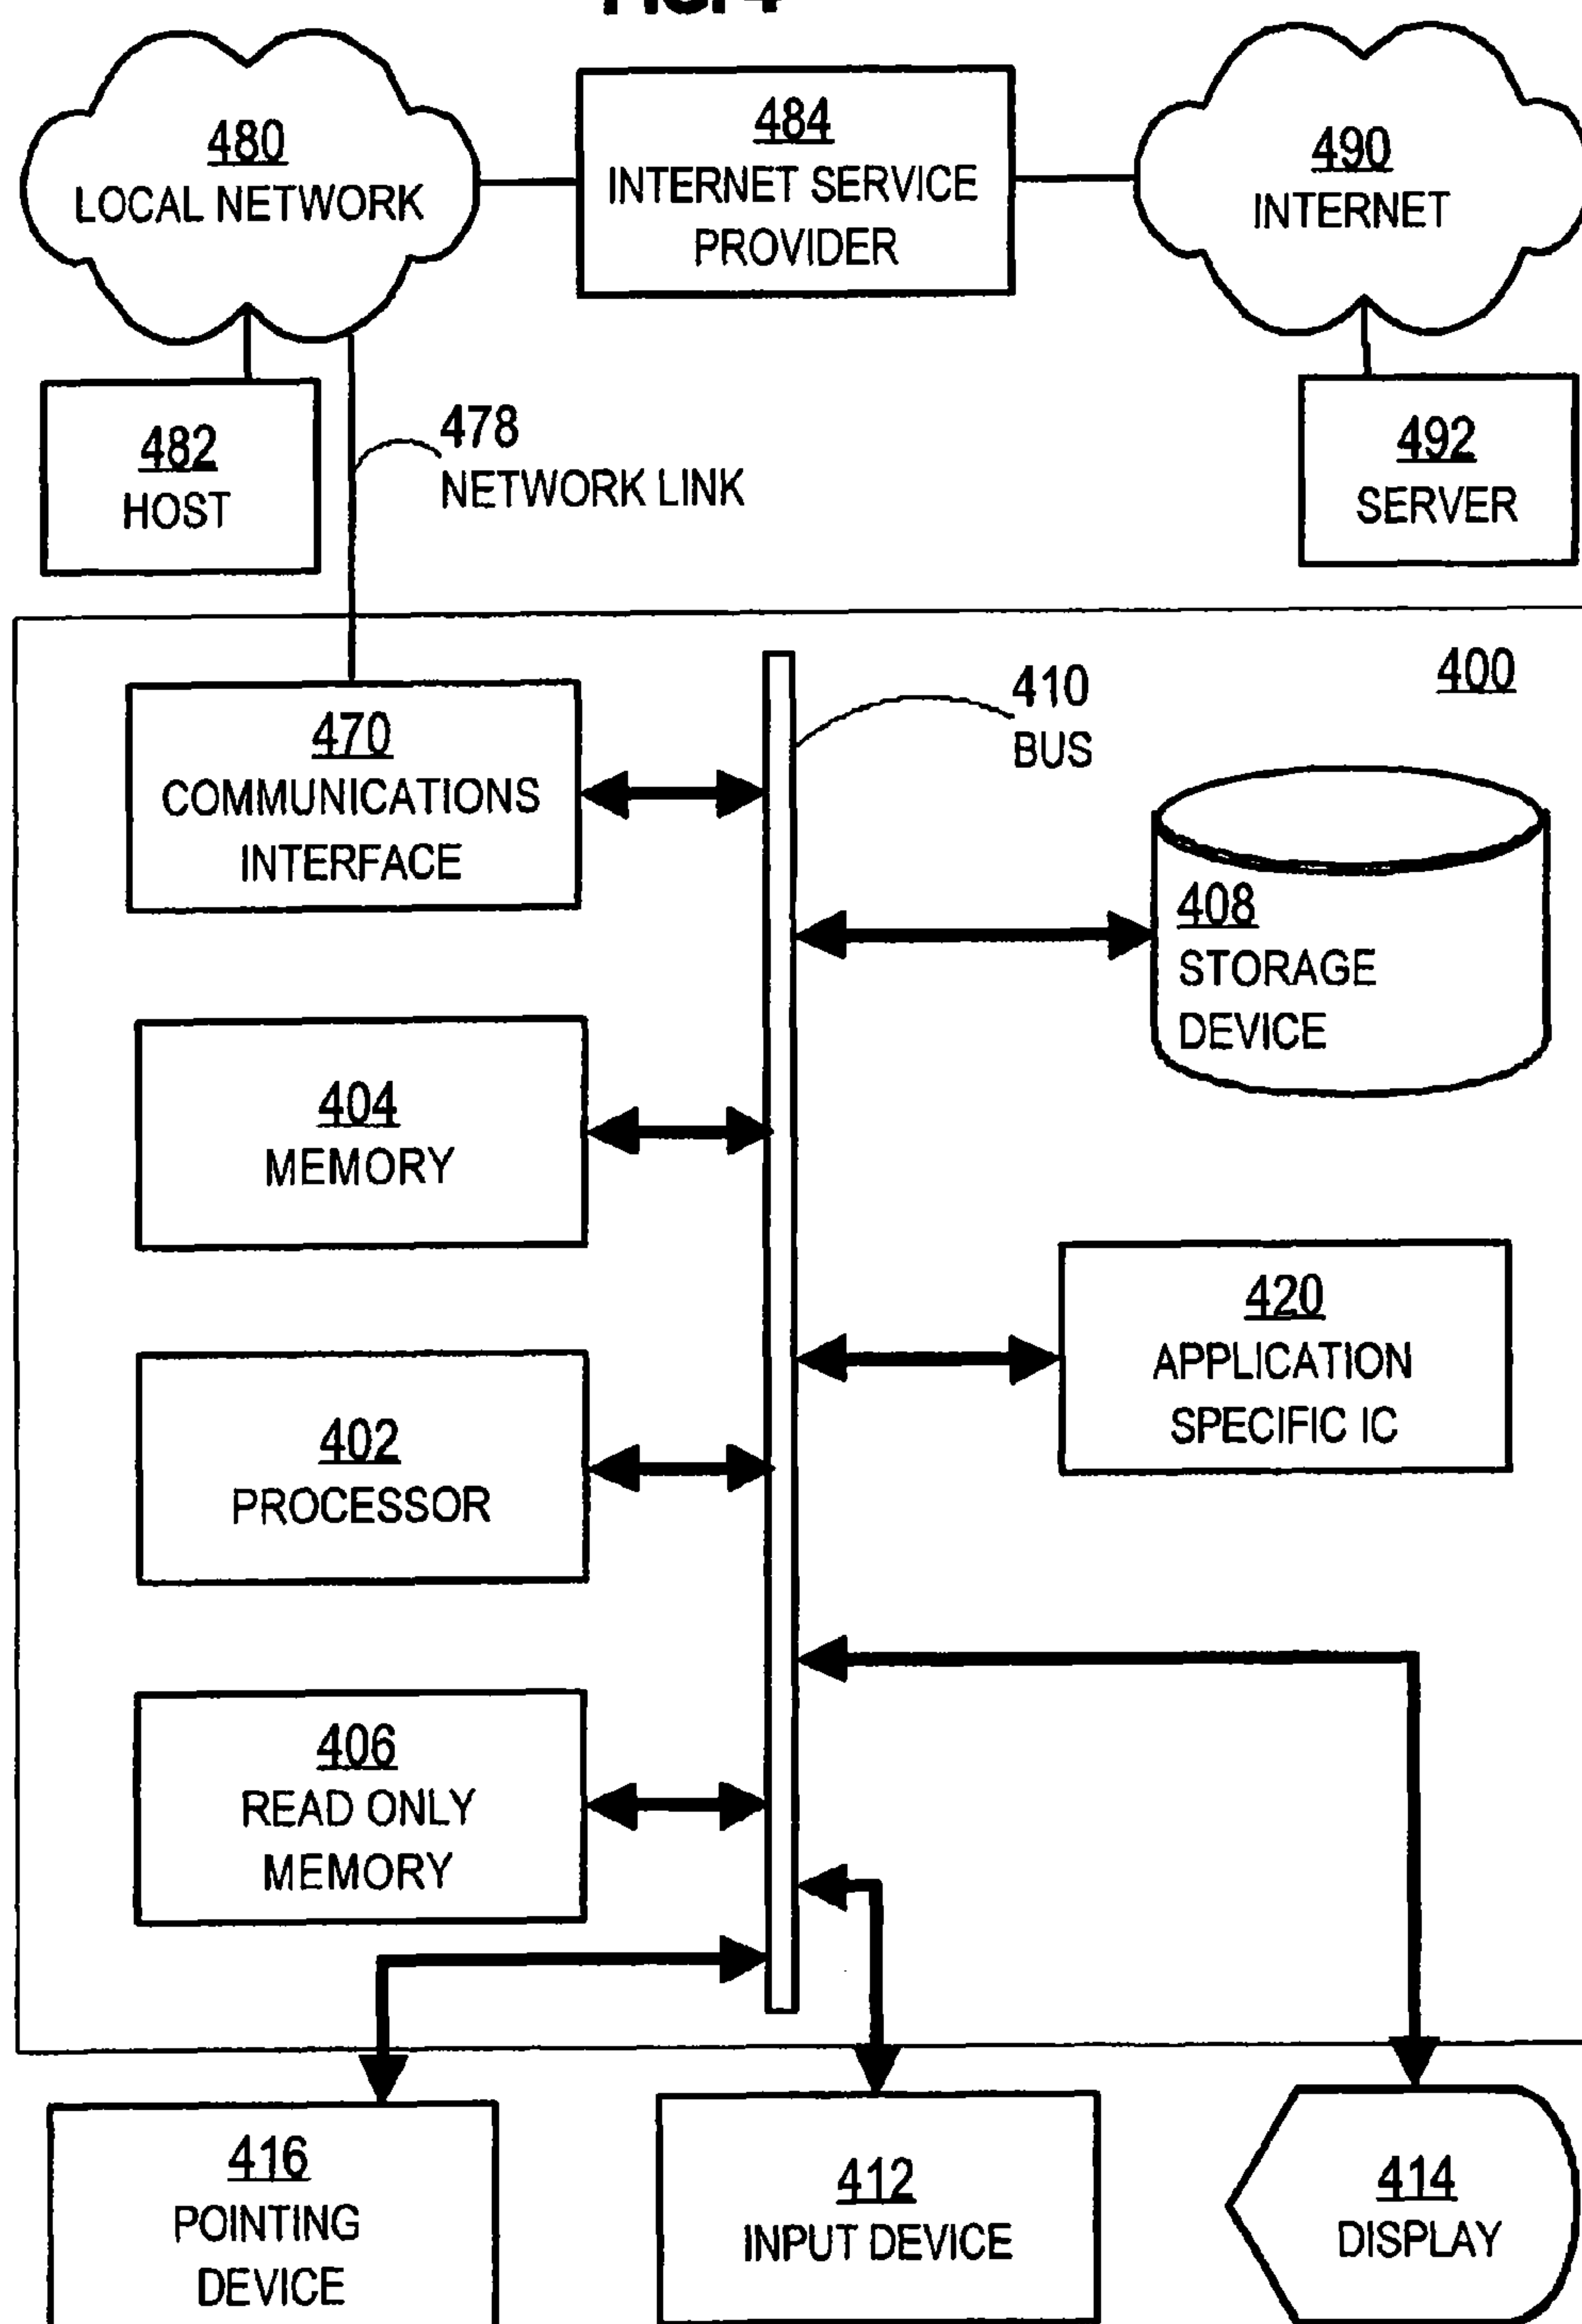 FIG. 4
480
LOCAL NETWORK
484
INTERNET SERVICE
PROVIDER
490
INTERNET
482
HOST
478
NETWORK LINK
492
SERVER
400
410
BUS
470
COMMUNICATIONS
INTERFACE
408
STORAGE
DEVICE
404
MEMORY
420
APPLICATION
SPECIFIC IC
402
PROCESSOR
406
READ ONLY
MEMORY
416
POINTING
DEVICE
412
INPUT DEVICE
414
DISPLAY